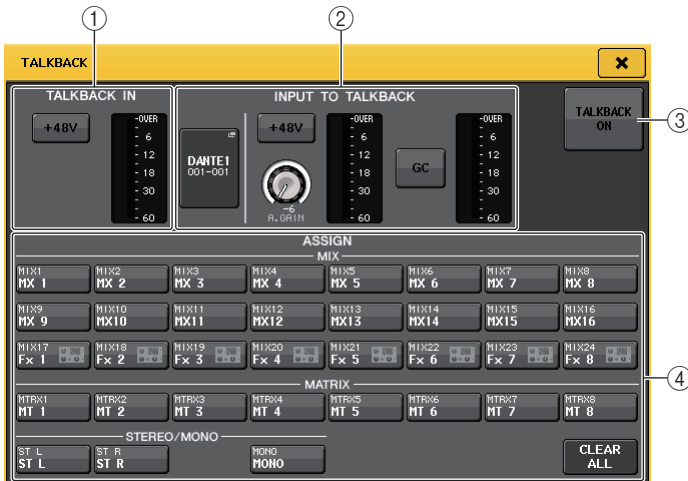 ① ②
TALKBACK
TALKBACK IN
INPUT TO TALKBACK
+48V
-OVER
- 6
- 12
- 18
- 30
- 60
DANTE1
001-001
+48V
-6
A.GAIN
-OVER
- 6
- 12
- 18
- 30
- 60
GC
-OVER
- 6
- 12
- 18
- 30
- 60
TALKBACK
ON
③
ASSIGN
MIX
MIX1 MIX2 MIX3 MIX4 MIX5 MIX6 MIX7 MIX8
MX 1 MX 2 MX 3 MX 4 MX 5 MX 6 MX 7 MX 8
MIX9 MIX10 MIX11 MIX12 MIX13 MIX14 MIX15 MIX16
MX 9 MX10 MX11 MX12 MX13 MX14 MX15 MX16
MIX17 MIX18 MIX19 MIX20 MIX21 MIX22 MIX23 MIX24
Fx 1 Fx 2 Fx 3 Fx 4 Fx 5 Fx 6 Fx 7 Fx 8
④
MATRIX
MTRX1 MTRX2 MTRX3 MTRX4 MTRX5 MTRX6 MTRX7 MTRX8
MT 1 MT 2 MT 3 MT 4 MT 5 MT 6 MT 7 MT 8
STEREO/MONO
ST L ST R MONO
ST L ST R MONO
CLEAR
ALL